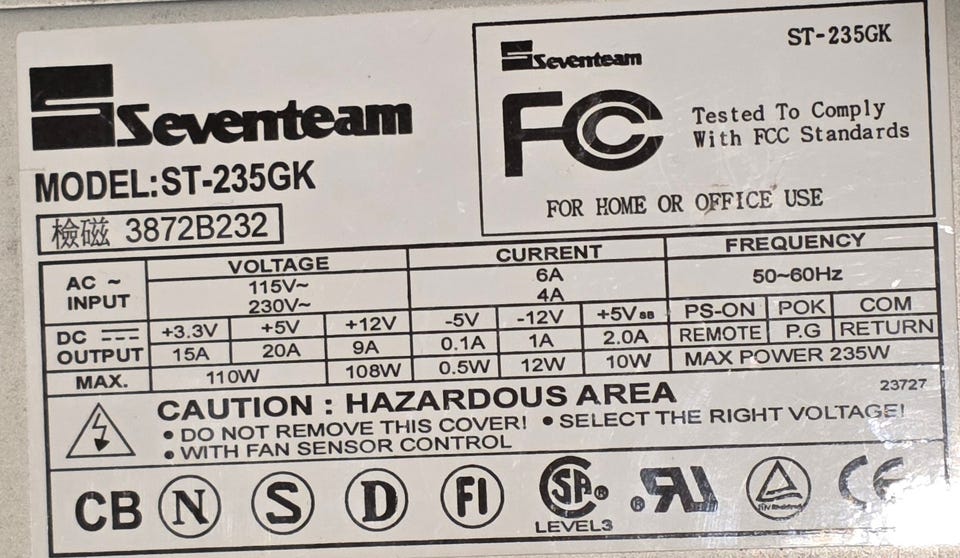 Seventeam
MODEL:ST-235GK
檢磁 3872B232
ST-235GK
Seventeam
FC
Tested To Comply
With FCC Standards
FOR HOME OR OFFICE USE
AC ~ INPUT VOLTAGE CURRENT FREQUENCY
115V~ 6A 50~60Hz
230V~ 4A
DC OUTPUT +3.3V +5V +12V -5V -12V +5VSB PS-ON POK COM
15A 20A 9A 0.1A 1A 2.0A REMOTE P.G RETURN
MAX. 110W 108W 0.5W 12W 10W MAX POWER 235W
23727
CAUTION : HAZARDOUS AREA
• DO NOT REMOVE THIS COVER! • SELECT THE RIGHT VOLTAGE!
• WITH FAN SENSOR CONTROL
CB N S D FI SA® RU CE
LEVEL3